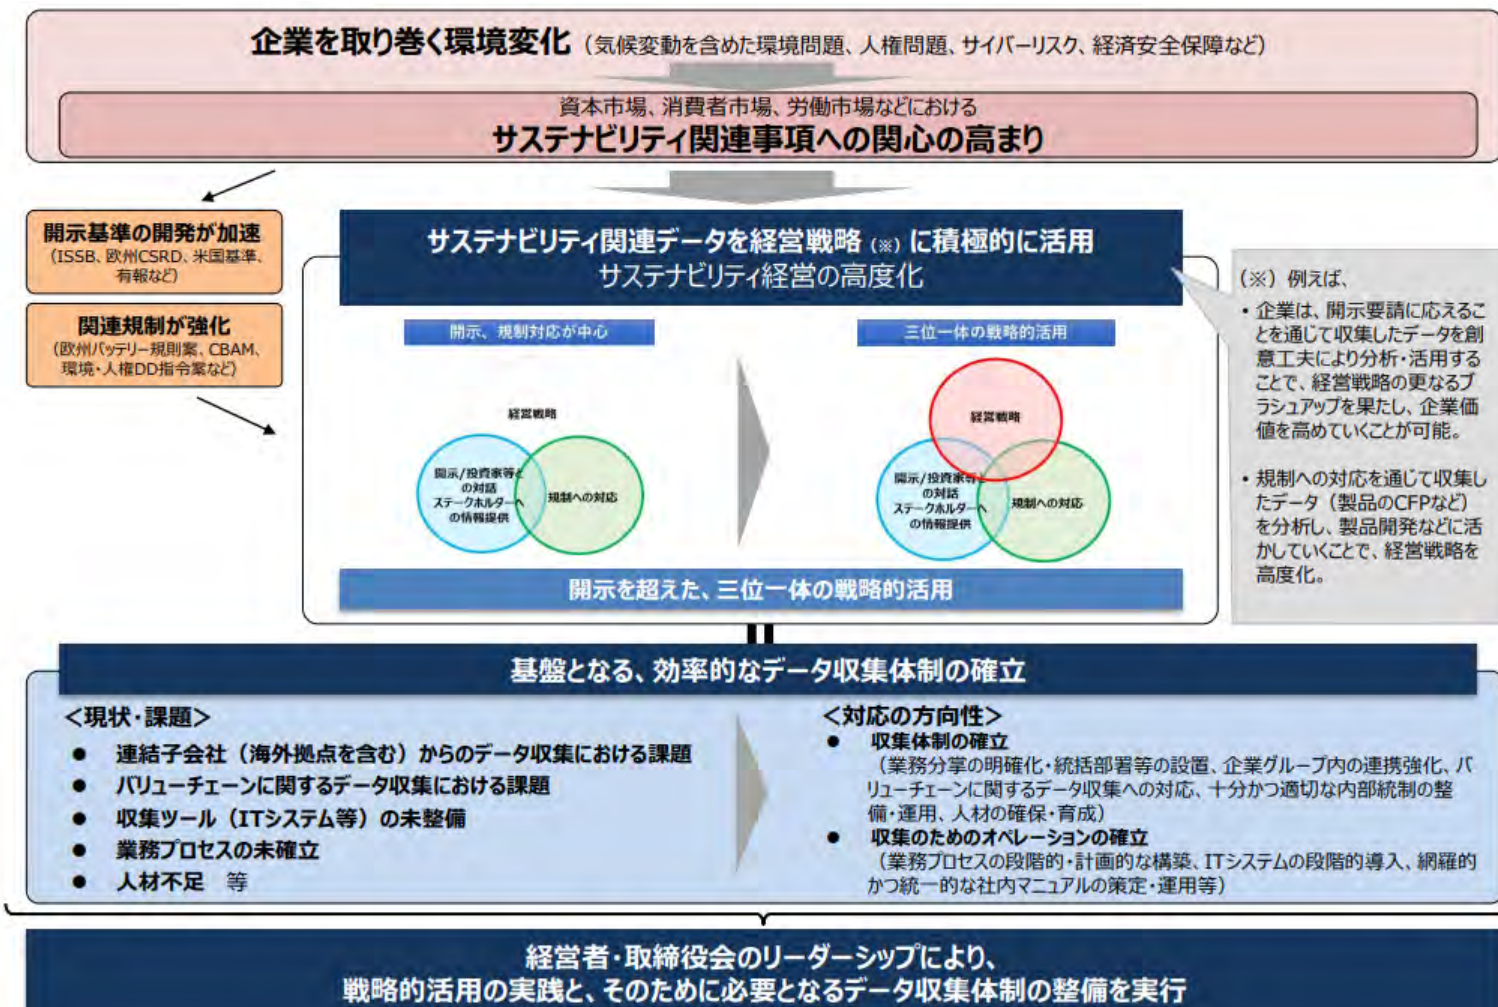 企業を取り巻く環境変化（気候変動を含めた環境問題、人権問題、サイバーリスク、経済安全保障など）
資本市場、消費者市場、労働市場などにおける
サステナビリティ関連事項への関心の高まり
開示基準の開発が加速
（ISSB、欧州CSRD、米国基準、
有報など）
関連規制が強化
（欧州バッテリー規則案、CBAM、
環境・人権DD指令案など）
サステナビリティ関連データを経営戦略（※）に積極的に活用
サステナビリティ経営の高度化
開示、規制対応が中心
経営戦略
開示/投資家等と
の対話
ステークホルダーへ
の情報提供
規制への対応
三位一体の戦略的活用
経営戦略
開示/投資家等と
の対話
ステークホルダーへ
の情報提供
規制への対応
開示を超えた、三位一体の戦略的活用
（※）例えば、
・企業は、開示要請に応えるこ
とを通じて収集したデータを創
意工夫により分析・活用する
ことで、経営戦略の更なるブ
ラシュアップを果たし、企業価
値を高めていくことが可能。
・規制への対応を通じて収集し
たデータ（製品のCFPなど）
を分析し、製品開発などに活
かしていくことで、経営戦略を
高度化。
基盤となる、効率的なデータ収集体制の確立
＜現状・課題＞
● 連結子会社（海外拠点を含む）からのデータ収集における課題
● バリューチェーンに関するデータ収集における課題
● 収集ツール（ITシステム等）の未整備
● 業務プロセスの未確立
● 人材不足　等
＜対応の方向性＞
● 収集体制の確立
（業務分掌の明確化・統括部署等の設置、企業グループ内の連携強化、バ
リューチェーンに関するデータ収集への対応、十分かつ適切な内部統制の整
備・運用、人材の確保・育成）
● 収集のためのオペレーションの確立
（業務プロセスの段階的・計画的な構築、ITシステムの段階的導入、網羅的
かつ統一的な社内マニュアルの策定・運用等）
経営者・取締役会のリーダーシップにより、
戦略的活用の実践と、そのために必要となるデータ収集体制の整備を実行